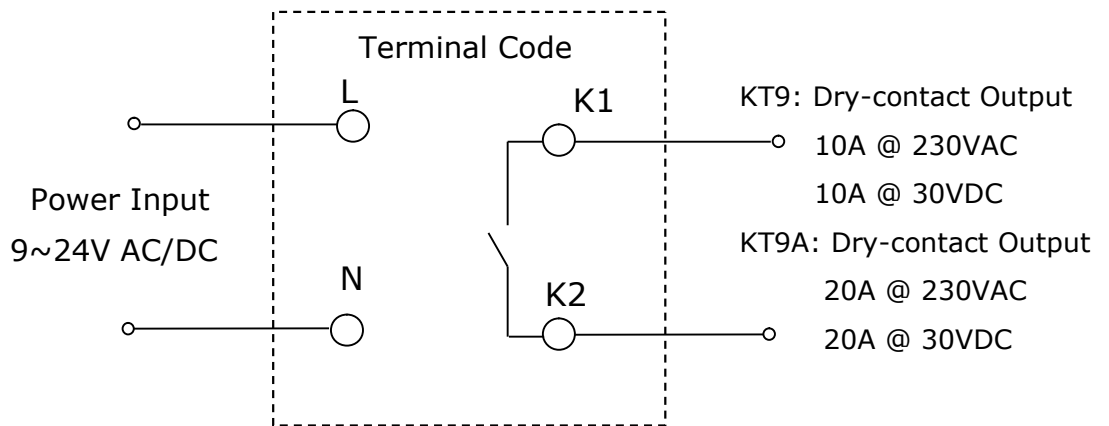 Terminal Code
L
K1
KT9: Dry-contact Output
10A @ 230VAC
10A @ 30VDC
Power Input
9~24V AC/DC
KT9A: Dry-contact Output
N
K2
20A @ 230VAC
20A @ 30VDC